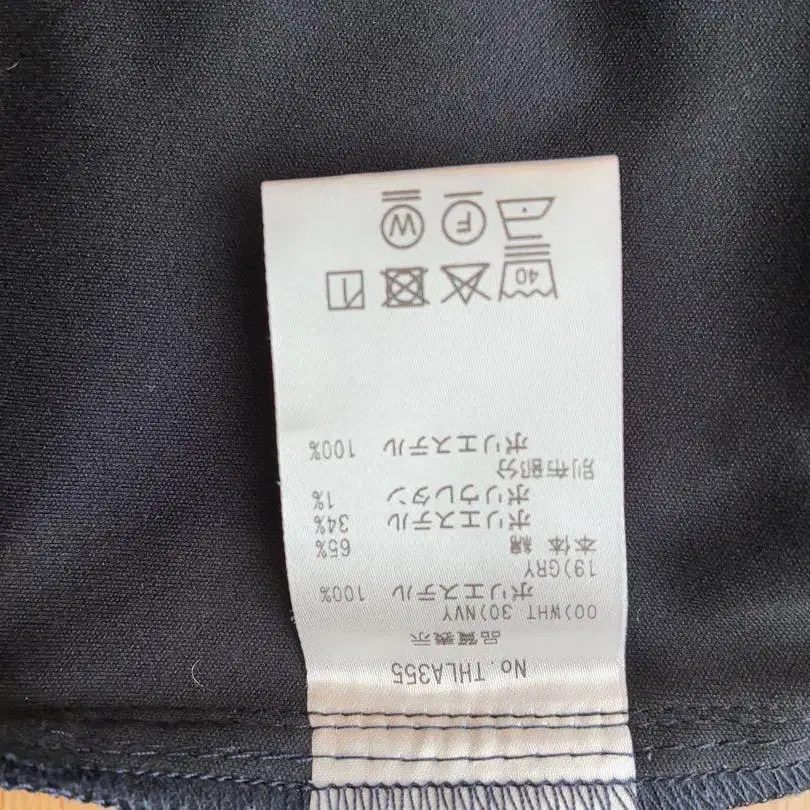 No.THLA355
品質表示
00)WHT 30)NVY
ポリエステル 100%
19)GRY
本体 綿 65%
ポリエステル 34%
ポリウレタン 1%
別布部分
ポリエステル 100%
40
F W